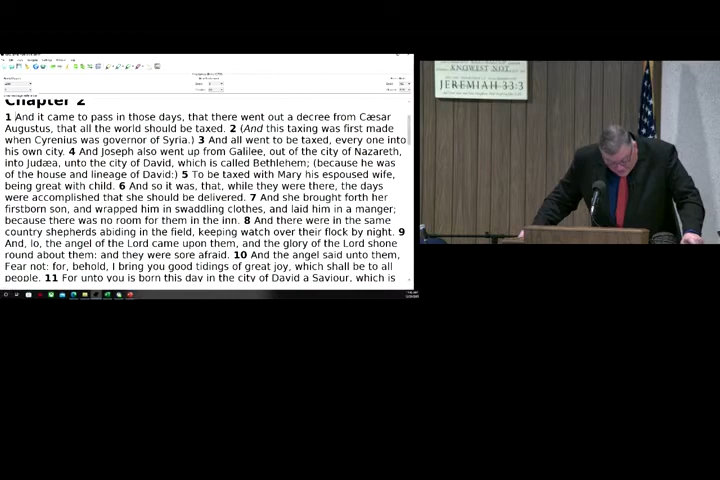 Chapter 2
1 And it came to pass in those days, that there went out a decree from Cæsar
Augustus, that all the world should be taxed. 2 (And this taxing was first made
when Cyrenius was governor of Syria.) 3 And all went to be taxed, every one into
his own city. 4 And Joseph also went up from Galilee, out of the city of Nazareth,
into Judæa, unto the city of David, which is called Bethlehem; (because he was
of the house and lineage of David:) 5 To be taxed with Mary his espoused wife,
being great with child. 6 And so it was, that, while they were there, the days
were accomplished that she should be delivered. 7 And she brought forth her
firstborn son, and wrapped him in swaddling clothes, and laid him in a manger;
because there was no room for them in the inn. 8 And there were in the same
country shepherds abiding in the field, keeping watch over their flock by night. 9
And, lo, the angel of the Lord came upon them, and the glory of the Lord shone
round about them: and they were sore afraid. 10 And the angel said unto them,
Fear not: for, behold, I bring you good tidings of great joy, which shall be to all
people. 11 For unto you is born this day in the city of David a Saviour, which is
KNOWEST NOT.
JEREMIAH 33:3